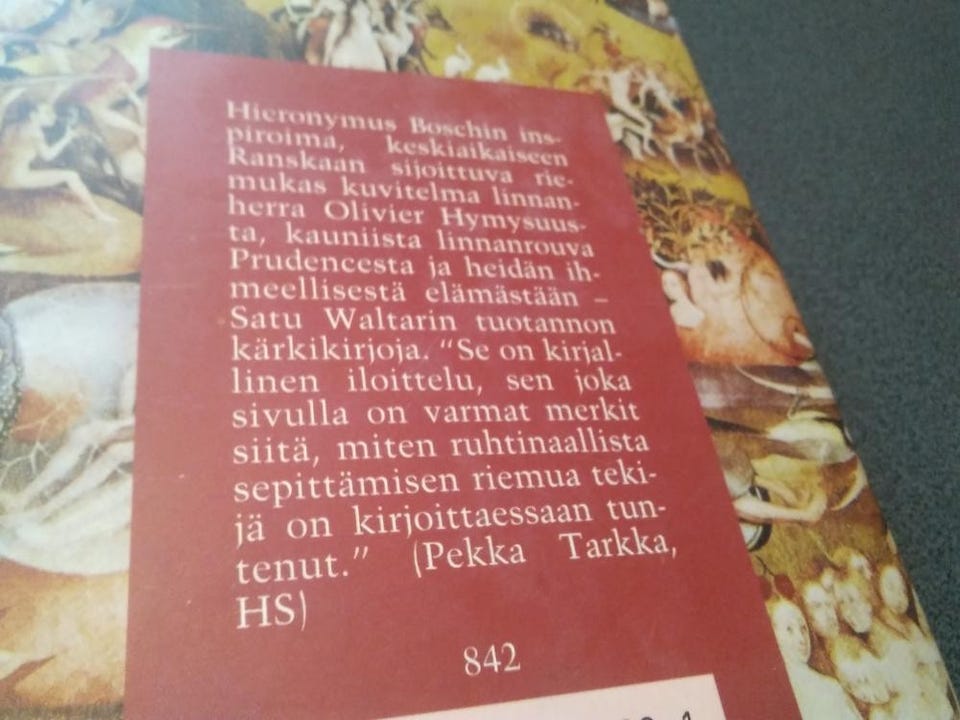 Hieronymus Boschin ins-
piroima, keskiaikaiseen
Ranskaan sijoittuva rie-
mukas kuvitelma linnan-
herra Olivier Hymysuus-
ta, kauniista linnanrouva
Prudencesta ja heidän ih-
meellisestä elämästään –
Satu Waltarin tuotannon
kärkikirjoja. "Se on kirjal-
linen iloittelu, sen joka
sivulla on varmat merkit
siitä, miten ruhtinaallista
sepittämisen riemua teki-
jä on kirjoittaessaan tun-
tenut." (Pekka Tarkka,
HS)
842